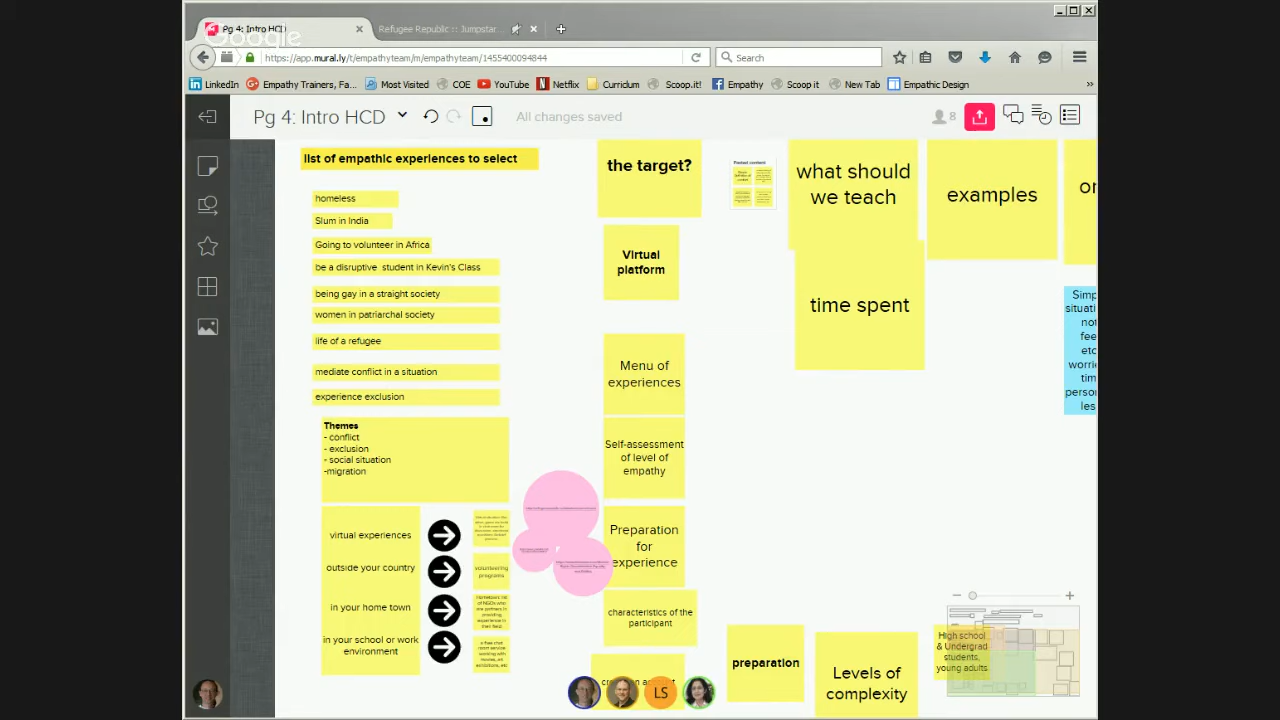 Pg 4: Intro HCD
Google
Refugee Republic :: Jumpstar...
https://app.mural.ly/t/empathyteam/m/empathyteam/1455400094844
Search
LinkedIn
Empathy Trainers, Fa...
Most Visited
COE
YouTube
Netflix
Curridum
Scoop.it!
Empathy
Scoop it
New Tab
Empathic Design
Pg 4: Intro HCD
All changes saved
8
list of empathic experiences to select
homeless
Slum in India
Going to volunteer in Africa
be a disruptive student in Kevin's Class
being gay in a straight society
women in patriarchal society
life of a refugee
mediate conflict in a situation
experience exclusion
Themes
- conflict
- exclusion
- social situation
-migration
virtual experiences
outside your country
in your home town
in your school or work
environment
volunteering
programs
the target?
Virtual
platform
Menu of
experiences
Self-assessment
of level of
empathy
Preparation
for
experience
characteristics of the
participant
what should
we teach
examples
time spent
preparation
Levels of
complexity
High school
& Undergrad
students,
young adults
LS